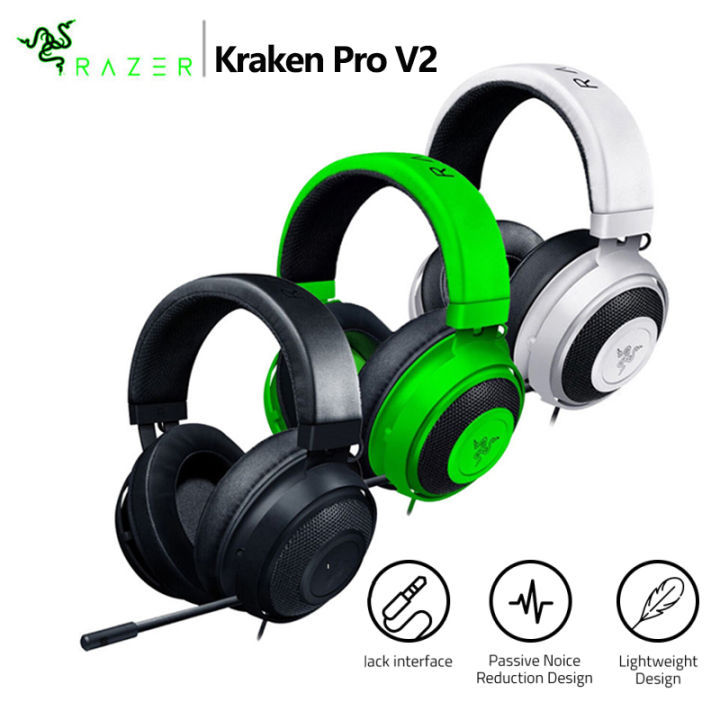 RAZER
Kraken Pro V2
Jack interface
Passive Noice
Reduction Design
Lightweight
Design